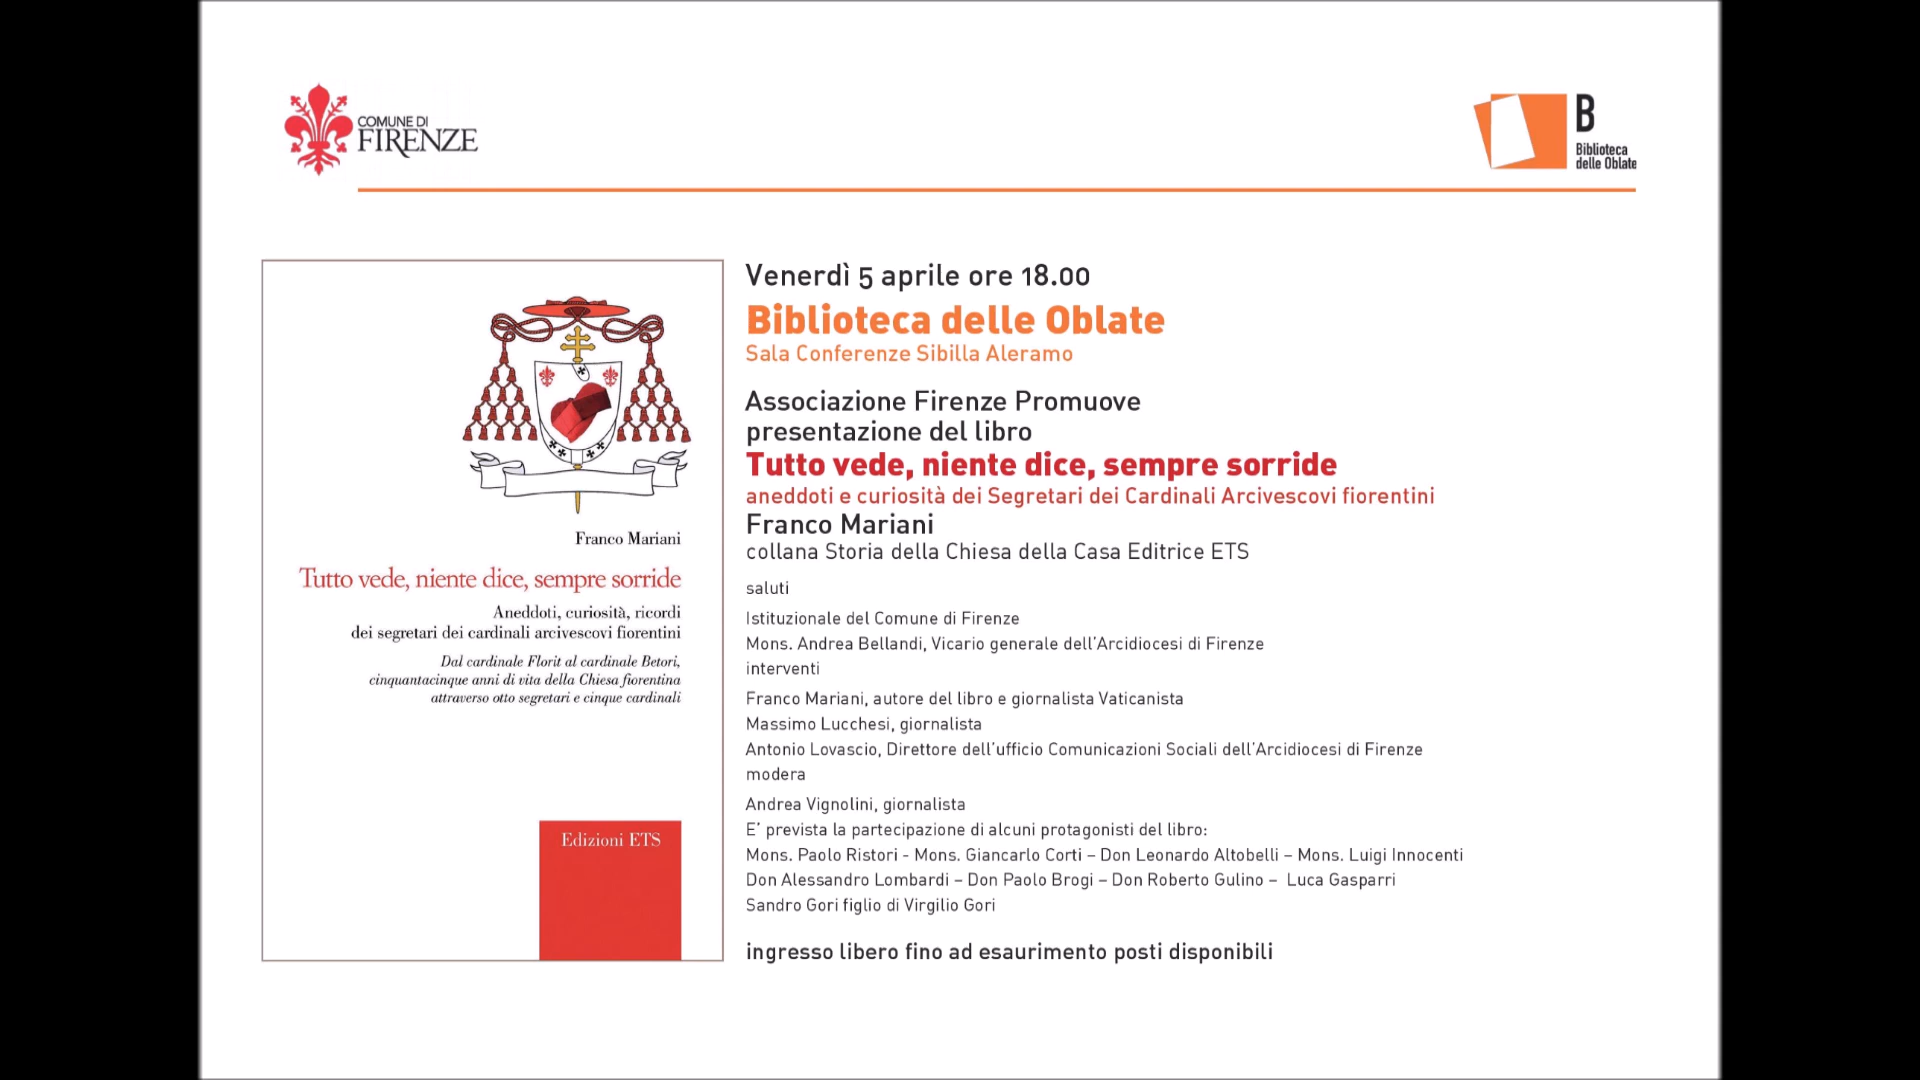 COMUNE DI
FIRENZE
B
Biblioteca
delle Oblate
Franco Mariani
Tutto vede, niente dice, sempre sorride
Aneddoti, curiosità, ricordi
dei segretari dei cardinali arcivescovi fiorentini
Dal cardinale Florit al cardinale Betori,
cinquantacinque anni di vita della Chiesa fiorentina
attraverso otto segretari e cinque cardinali
Edizioni ETS
Venerdì 5 aprile ore 18.00
Biblioteca delle Oblate
Sala Conferenze Sibilla Aleramo
Associazione Firenze Promuove
presentazione del libro
Tutto vede, niente dice, sempre sorride
aneddoti e curiosità dei Segretari dei Cardinali Arcivescovi fiorentini
Franco Mariani
collana Storia della Chiesa della Casa Editrice ETS
saluti
Istituzionale del Comune di Firenze
Mons. Andrea Bellandi, Vicario generale dell'Arcidiocesi di Firenze
interventi
Franco Mariani, autore del libro e giornalista Vaticanista
Massimo Lucchesi, giornalista
Antonio Lovascio, Direttore dell'ufficio Comunicazioni Sociali dell'Arcidiocesi di Firenze
modera
Andrea Vignolini, giornalista
E' prevista la partecipazione di alcuni protagonisti del libro:
Mons. Paolo Ristori - Mons. Giancarlo Corti – Don Leonardo Altobelli – Mons. Luigi Innocenti
Don Alessandro Lombardi – Don Paolo Brogi – Don Roberto Gulino – Luca Gasparri
Sandro Gori figlio di Virgilio Gori
ingresso libero fino ad esaurimento posti disponibili